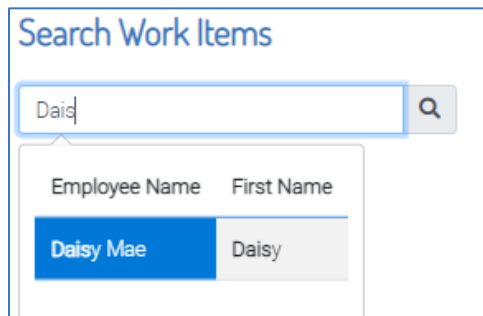 Search Work Items
Dais
Employee Name First Name
Daisy Mae Daisy